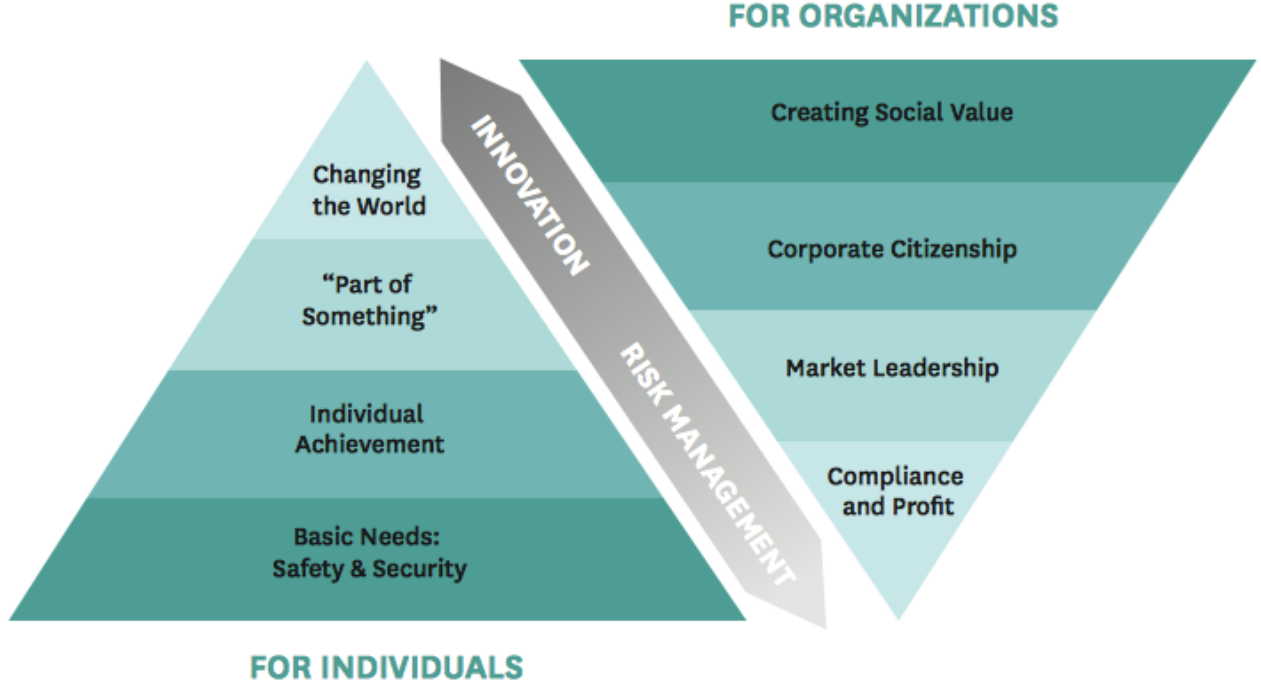 FOR ORGANIZATIONS
Changing
the World
“Part of
Something”
Individual
Achievement
Basic Needs:
Safety & Security
FOR INDIVIDUALS
INNOVATION
RISK MANAGEMENT
Creating Social Value
Corporate Citizenship
Market Leadership
Compliance
and Profit